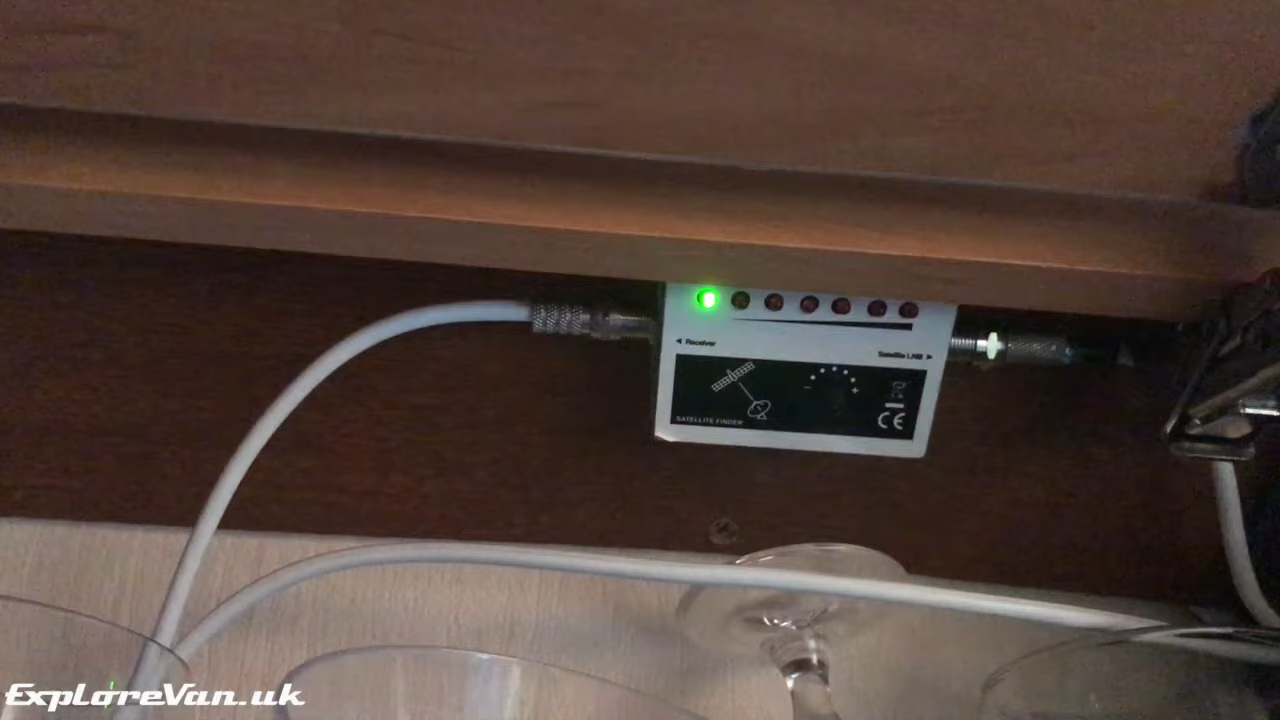 ◄ Receiver
Satellite LNB ►
- +
SATELLITE FINDER
CE
ExploreVan.uk